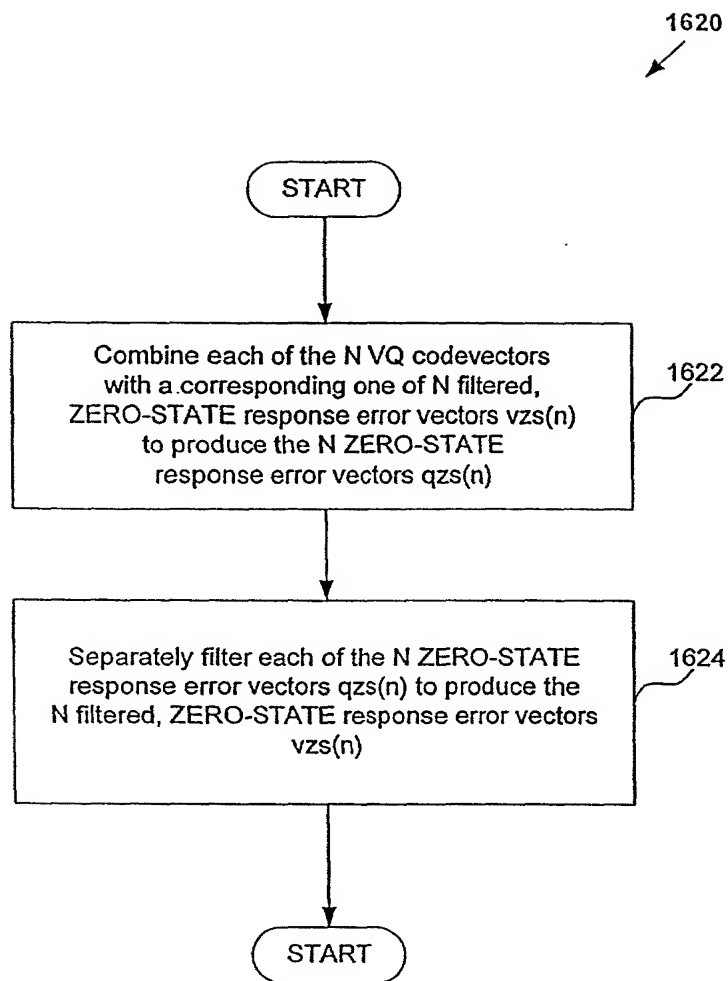 1620
START
Combine each of the N VQ codevectors
with a corresponding one of N filtered,
ZERO-STATE response error vectors vzs(n)
to produce the N ZERO-STATE
response error vectors qzs(n)
1622
Separately filter each of the N ZERO-STATE
response error vectors qzs(n) to produce the
N filtered, ZERO-STATE response error vectors
vzs(n)
1624
START